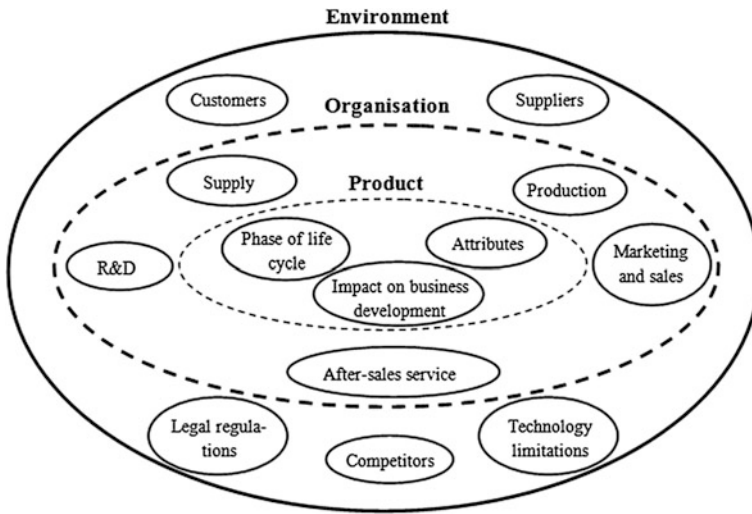 Environment
Customers
Suppliers
Organisation
Supply
Product
Production
Phase of life
cycle
Attributes
R&D
Marketing
and sales
Impact on business
development
After-sales service
Legal regula-
tions
Competitors
Technology
limitations